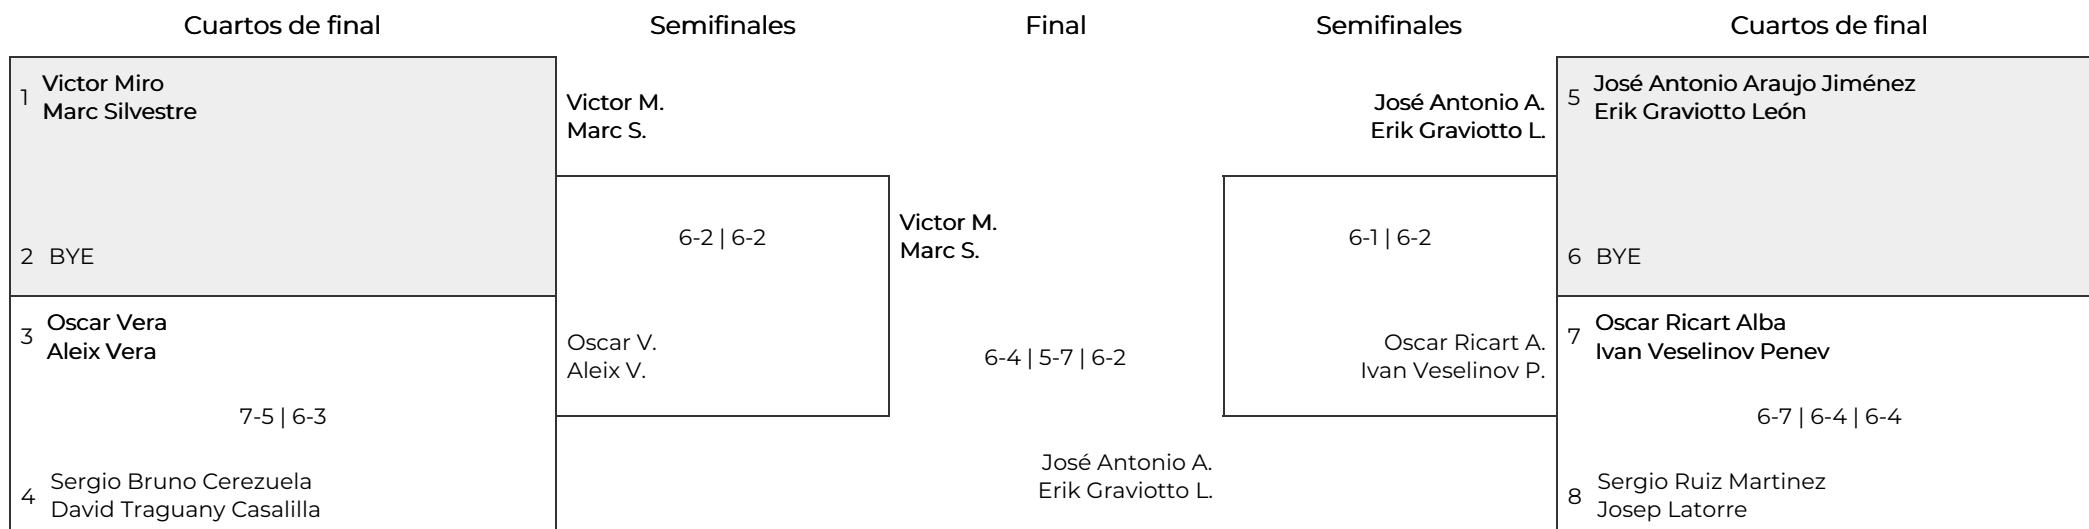 Cuartos de final
Semifinales
Final
Semifinales
Cuartos de final
1
Victor Miro
Marc Silvestre
2 BYE
3
Oscar Vera
Aleix Vera
7-5 | 6-3
4
Sergio Bruno Cerezuela
David Traguany Casalilla
Victor M.
Marc S.
6-2 | 6-2
Oscar V.
Aleix V.
Victor M.
Marc S.
6-4 | 5-7 | 6-2
José Antonio A.
Erik Graviotto L.
José Antonio A.
Erik Graviotto L.
6-1 | 6-2
Oscar Ricart A.
Ivan Veselinov P.
5
José Antonio Araujo Jiménez
Erik Graviotto León
6 BYE
7
Oscar Ricart Alba
Ivan Veselinov Penev
6-7 | 6-4 | 6-4
8
Sergio Ruiz Martinez
Josep Latorre